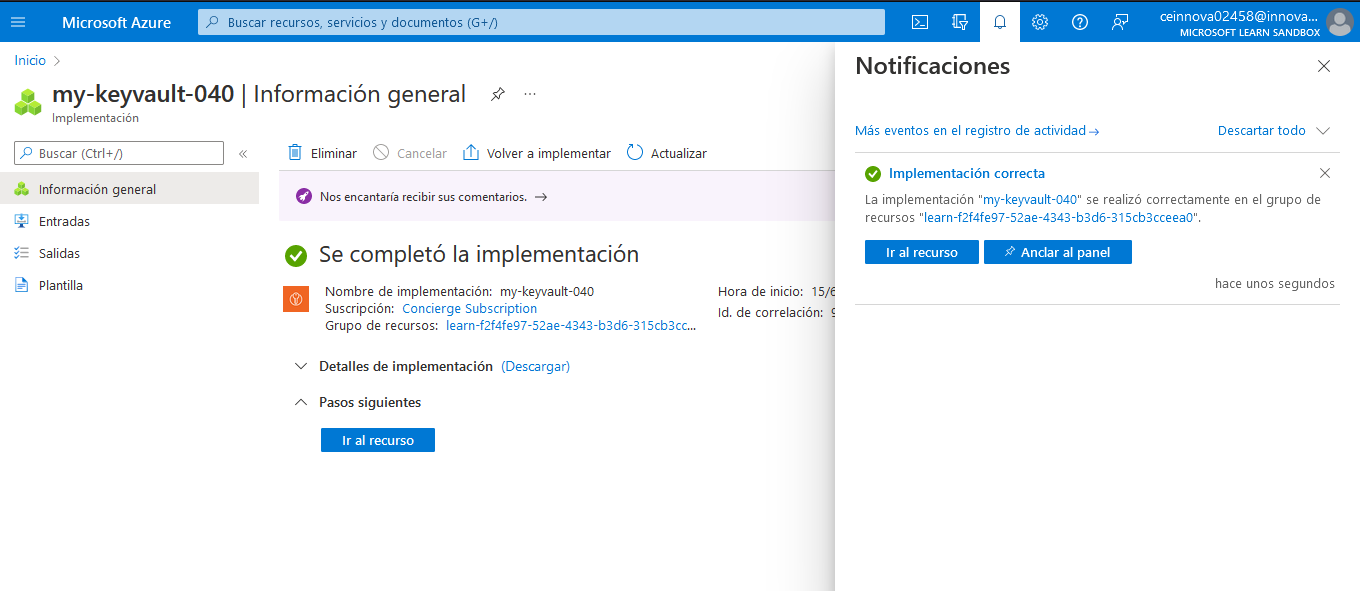 Microsoft Azure
Buscar recursos, servicios y documentos (G+/)
ceinnova02458@innova...
MICROSOFT LEARN SANDBOX
Inicio
my-keyvault-040 | Información general
...
Implementación
Buscar (Ctrl+/)
«
Información general
Entradas
Salidas
Plantilla
Eliminar
Cancelar
Volver a implementar
Actualizar
Nos encantaría recibir sus comentarios. →
Se completó la implementación
Nombre de implementación: my-keyvault-040
Suscripción: Concierge Subscription
Grupo de recursos: learn-f2f4fe97-52ae-4343-b3d6-315cb3cc...
Hora de inicio: 15/6
Id. de correlación: 9
Detalles de implementación (Descargar)
Pasos siguientes
Ir al recurso
Notificaciones
Más eventos en el registro de actividad →
Descartar todo
Implementación correcta
La implementación "my-keyvault-040" se realizó correctamente en el grupo de
recursos "learn-f2f4fe97-52ae-4343-b3d6-315cb3cceea0".
Ir al recurso
Anclar al panel
hace unos segundos